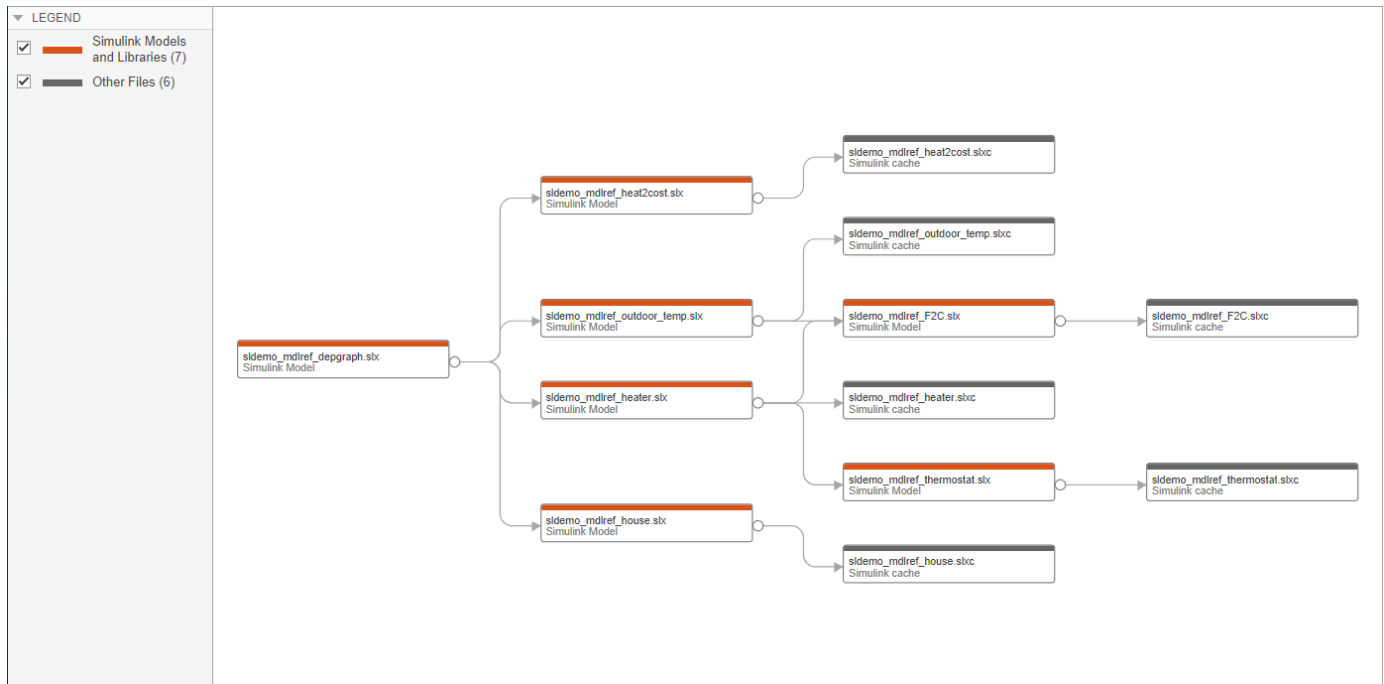 LEGEND
Simulink Models
and Libraries (7)
Other Files (6)
sldemo_mdlref_heat2cost.slxc
Simulink cache
sldemo_mdlref_heat2cost.slx
Simulink Model
sldemo_mdlref_outdoor_temp.slxc
Simulink cache
sldemo_mdlref_outdoor_temp.slx
Simulink Model
sldemo_mdlref_F2C.slx
Simulink Model
sldemo_mdlref_F2C.slxc
Simulink cache
sldemo_mdlref_depgraph.slx
Simulink Model
sldemo_mdlref_heater.slx
Simulink Model
sldemo_mdlref_heater.slxc
Simulink cache
sldemo_mdlref_thermostat.slx
Simulink Model
sldemo_mdlref_thermostat.slxc
Simulink cache
sldemo_mdlref_house.slx
Simulink Model
sldemo_mdlref_house.slxc
Simulink cache